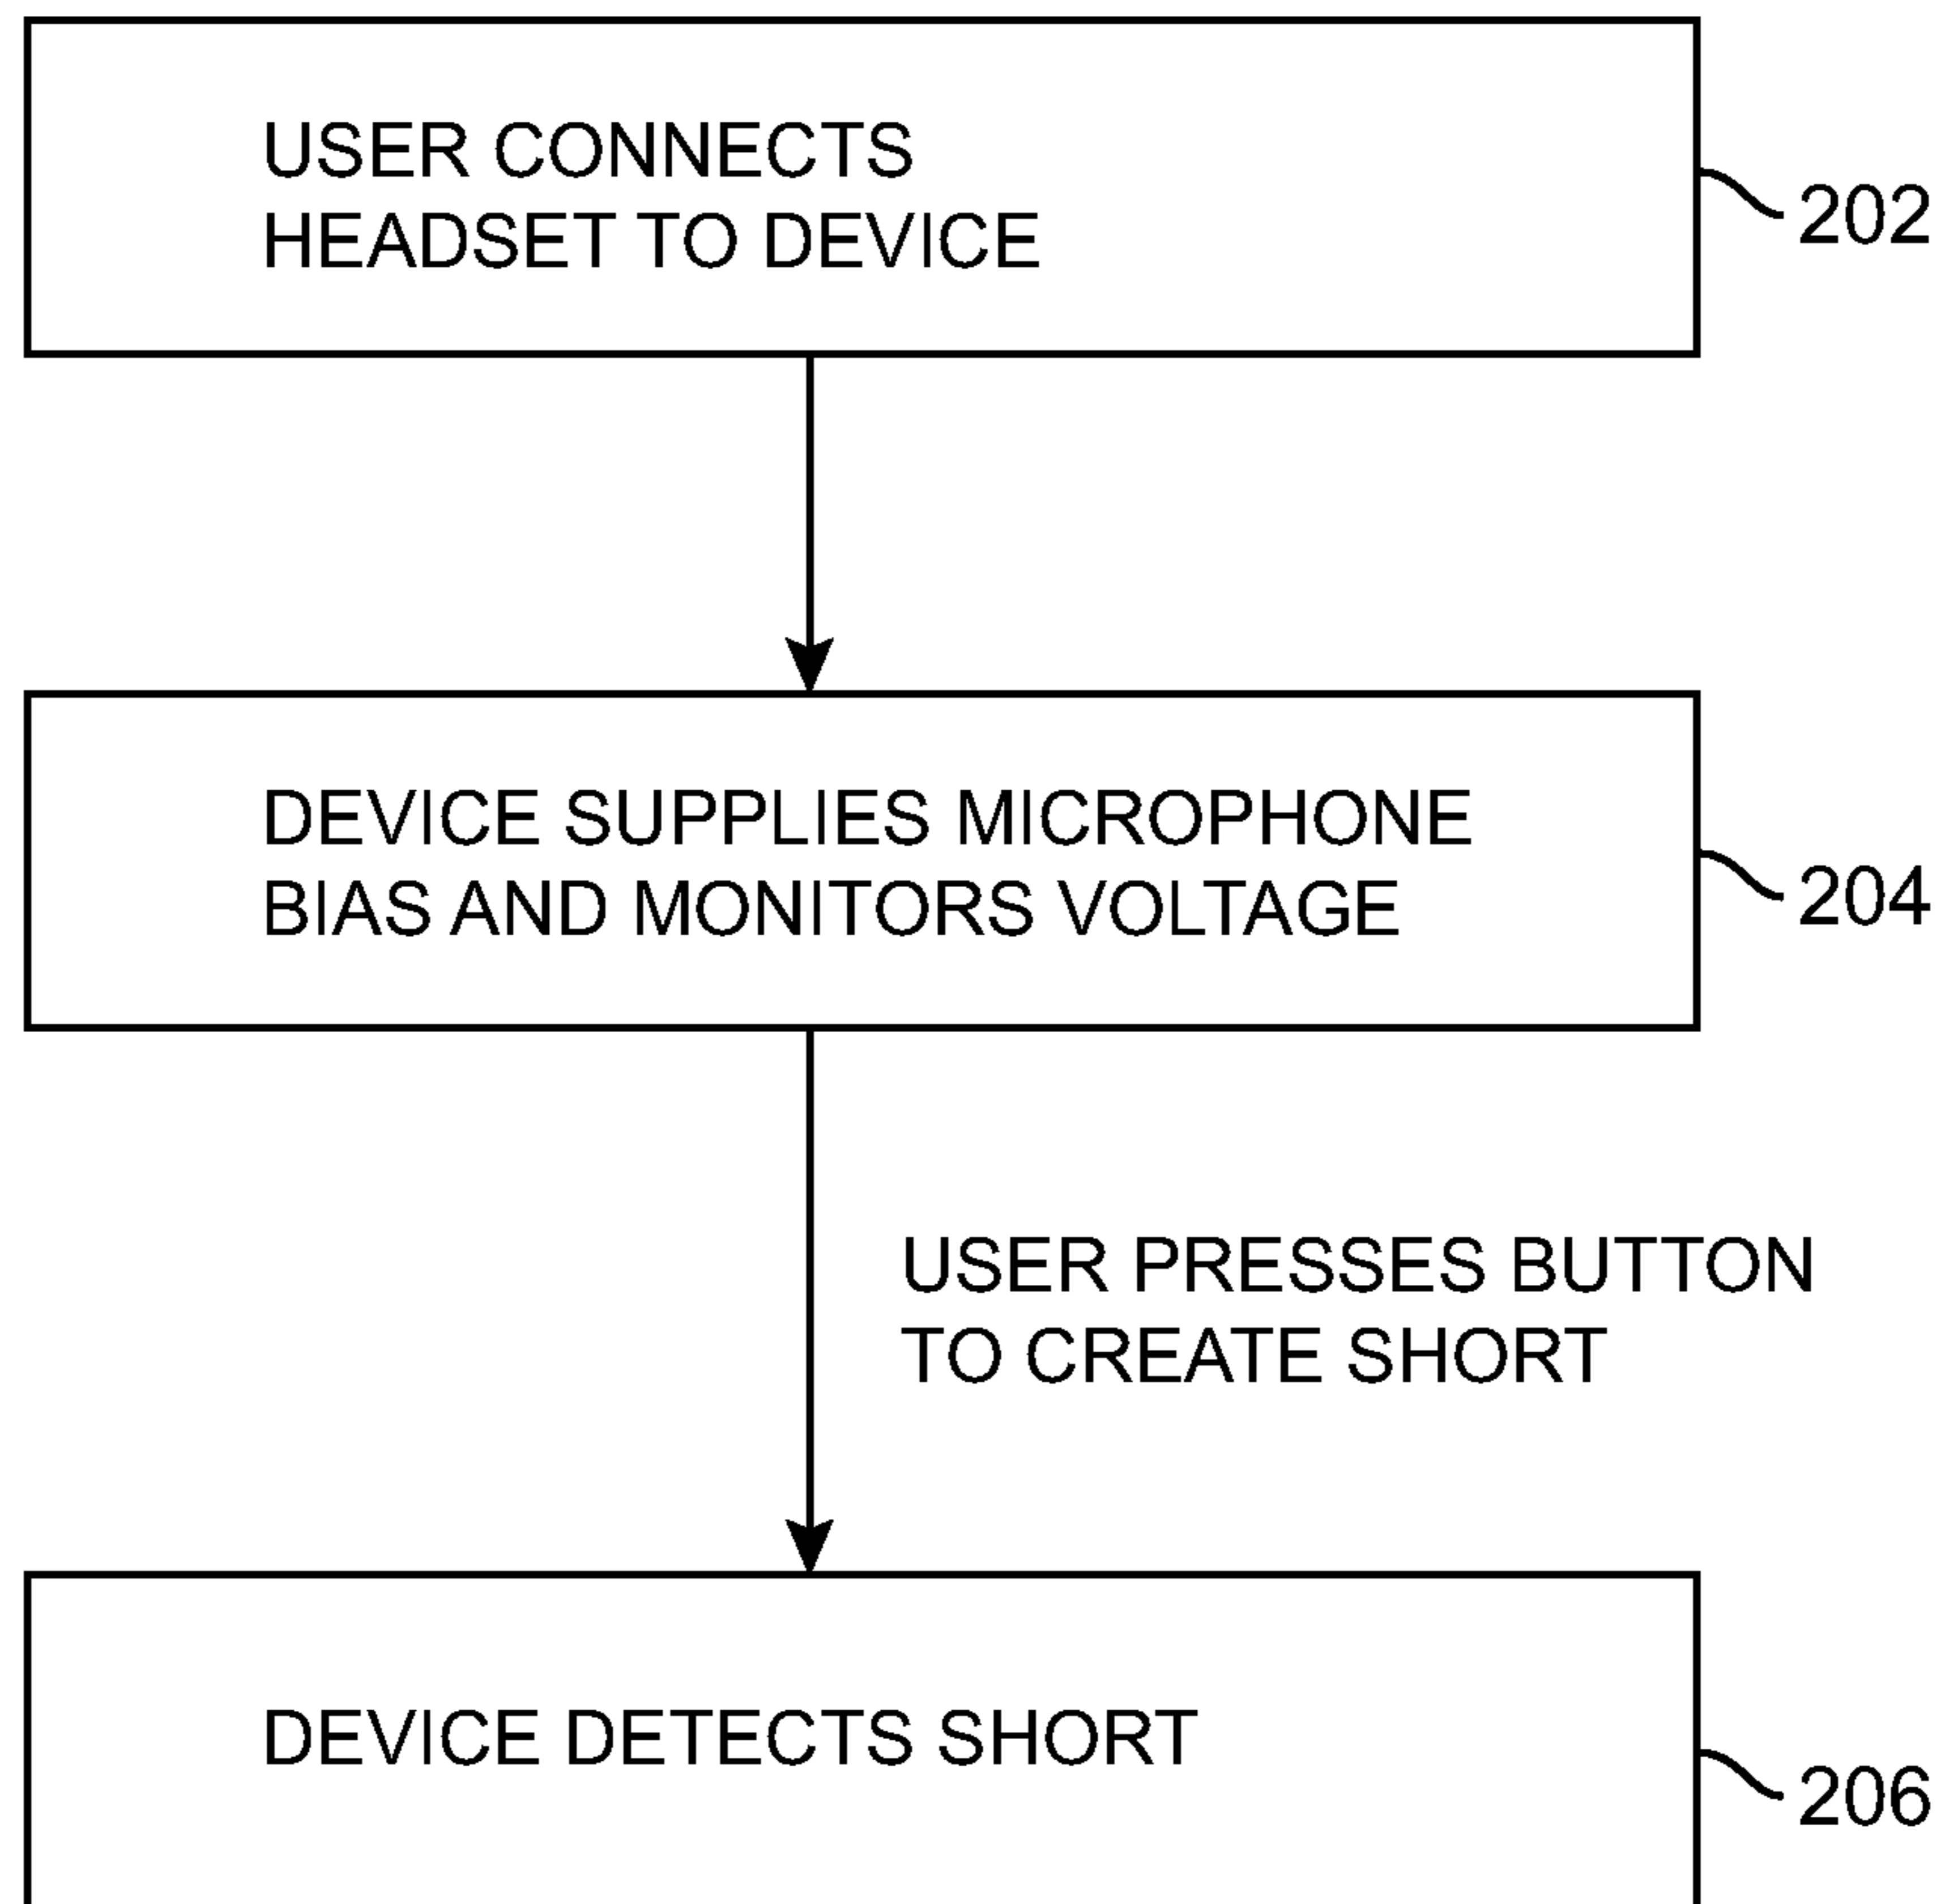 USER CONNECTS
HEADSET TO DEVICE
202
DEVICE SUPPLIES MICROPHONE
BIAS AND MONITORS VOLTAGE
204
USER PRESSES BUTTON
TO CREATE SHORT
DEVICE DETECTS SHORT
206